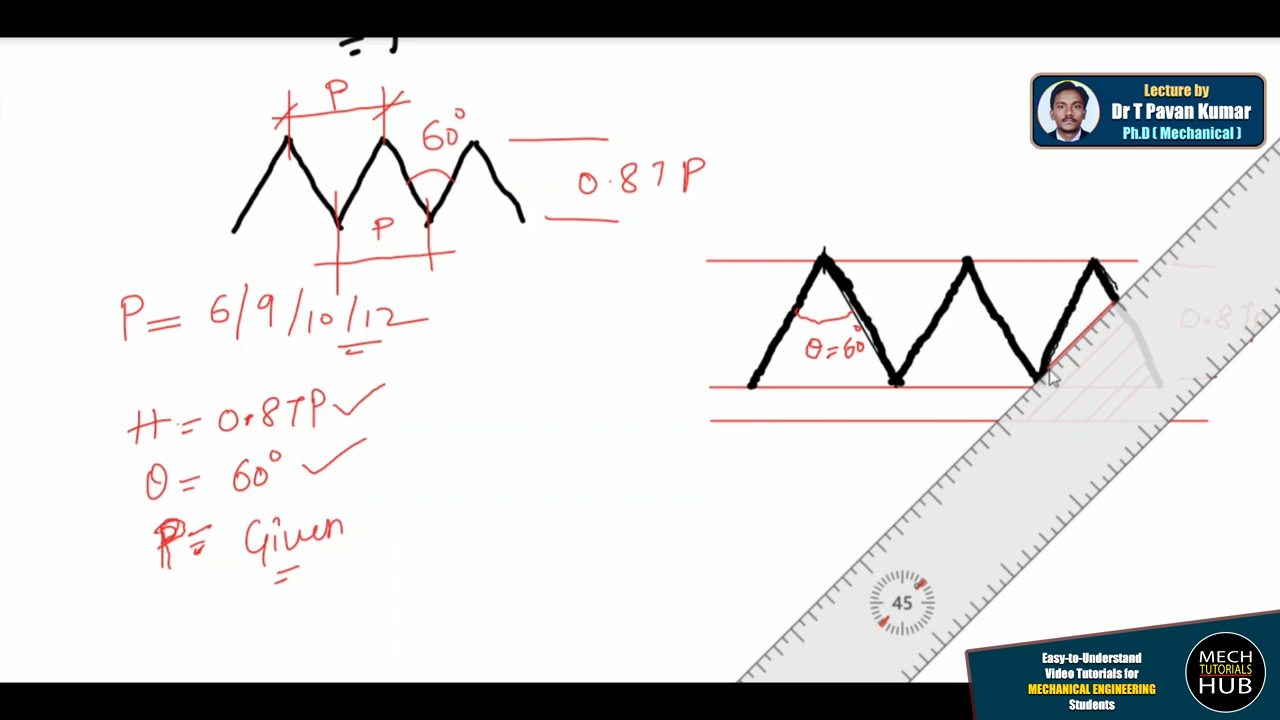 P
60°
0.87P
P
P = 6/9/10/12
H = 0.87P
θ = 60°
P = Given
Lecture by
Dr T Pavan Kumar
Ph.D ( Mechanical )
θ = 60°
45
Easy-to-Understand
Video Tutorials for
MECHANICAL ENGINEERING
Students
MECH
TUTORIALS
HUB